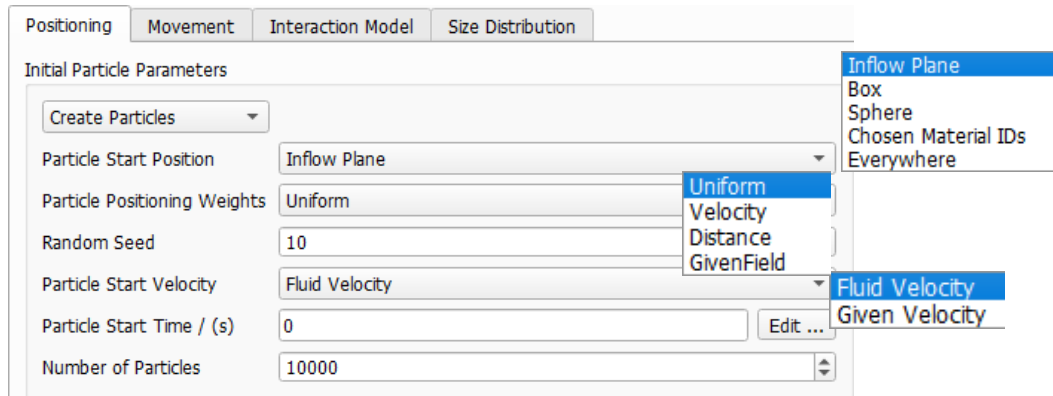 Positioning Movement Interaction Model Size Distribution
Initial Particle Parameters
Create Particles
Particle Start Position Inflow Plane
Particle Positioning Weights Uniform
Random Seed 10
Particle Start Velocity Fluid Velocity
Particle Start Time / (s) 0 Edit ...
Number of Particles 10000
Inflow Plane
Box
Sphere
Chosen Material IDs
Everywhere
Uniform
Velocity
Distance
GivenField
Fluid Velocity
Given Velocity